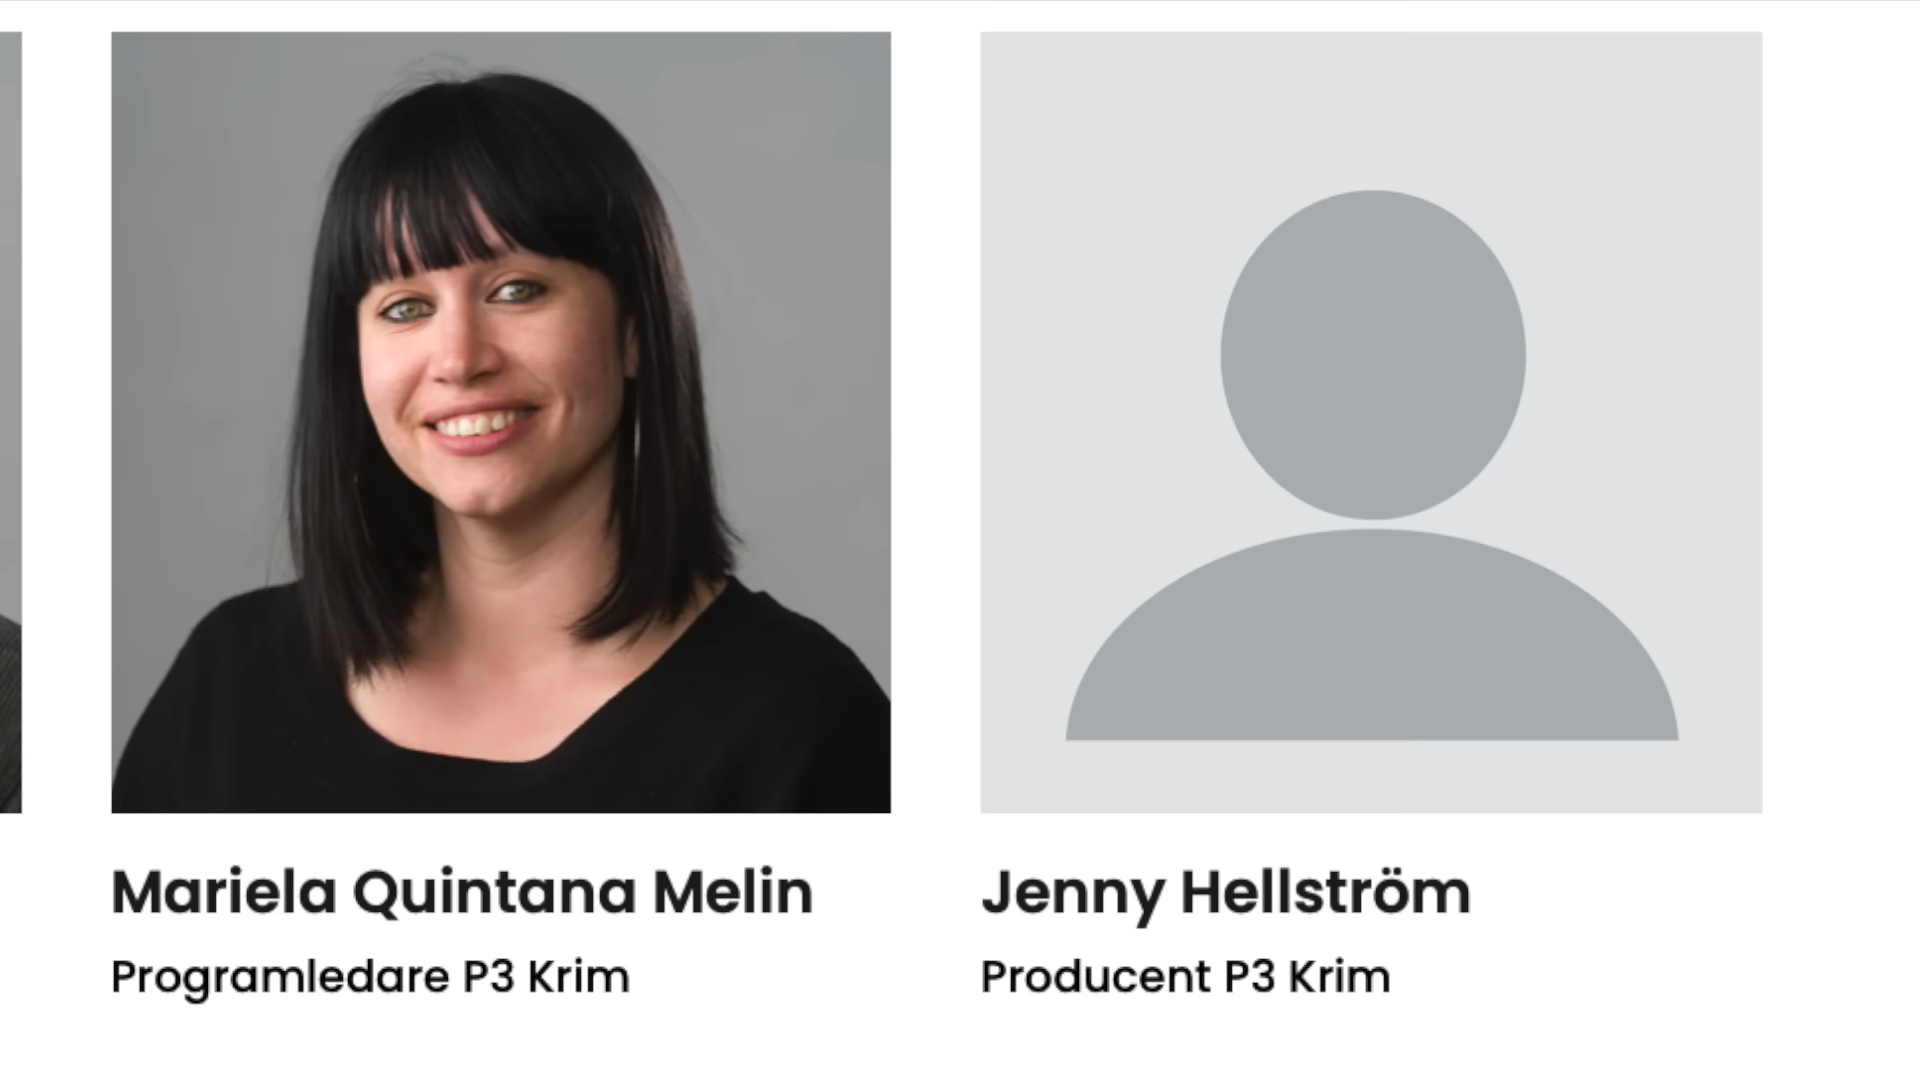 Mariela Quintana Melin
Programledare P3 Krim
Jenny Hellström
Producent P3 Krim